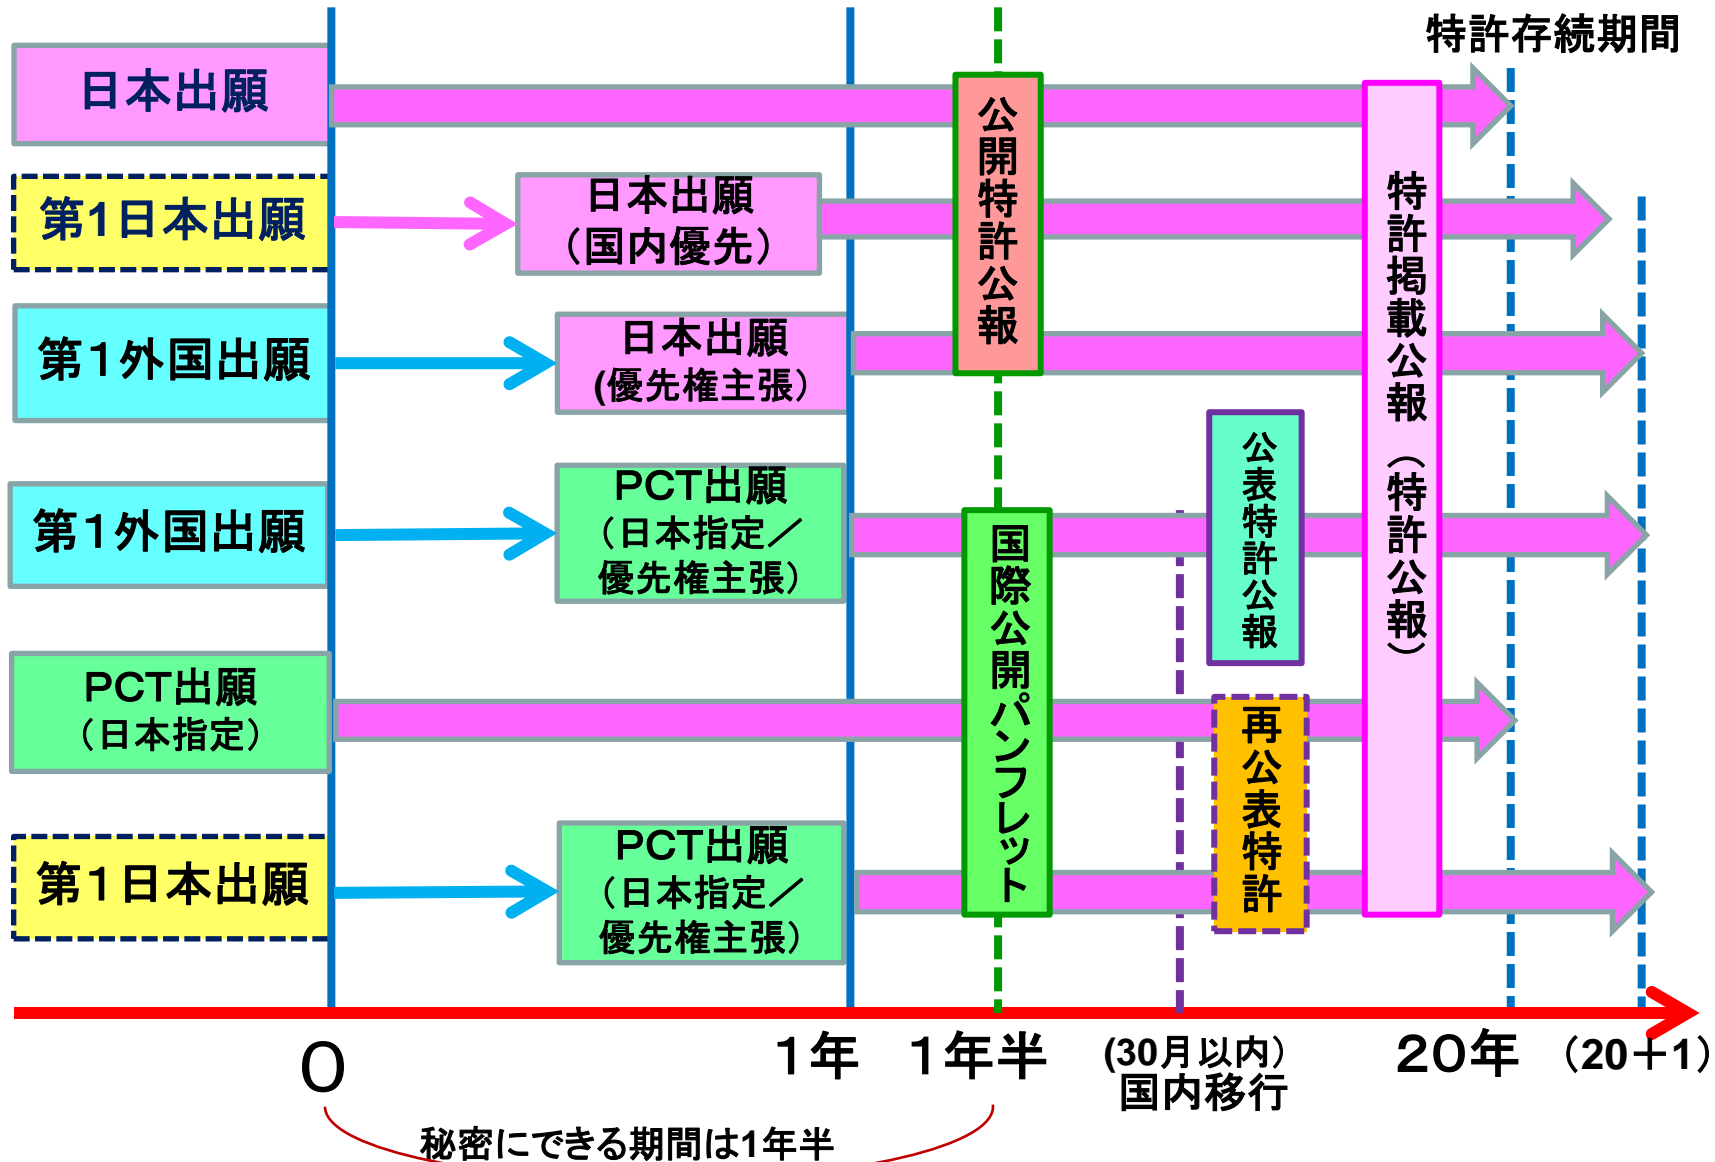 特許存続期間
日本出願
第1日本出願
日本出願
（国内優先）
第１外国出願
日本出願
(優先権主張）
第１外国出願
ＰＣＴ出願
（日本指定／
優先権主張）
ＰＣＴ出願
（日本指定）
第１日本出願
ＰＣＴ出願
（日本指定／
優先権主張）
公開特許公報
国際公開パンフレット
公表特許公報
再公表特許
特許掲載公報（特許公報）
０
１年
１年半
(30月以内）
国内移行
２０年
（20＋1）
秘密にできる期間は1年半